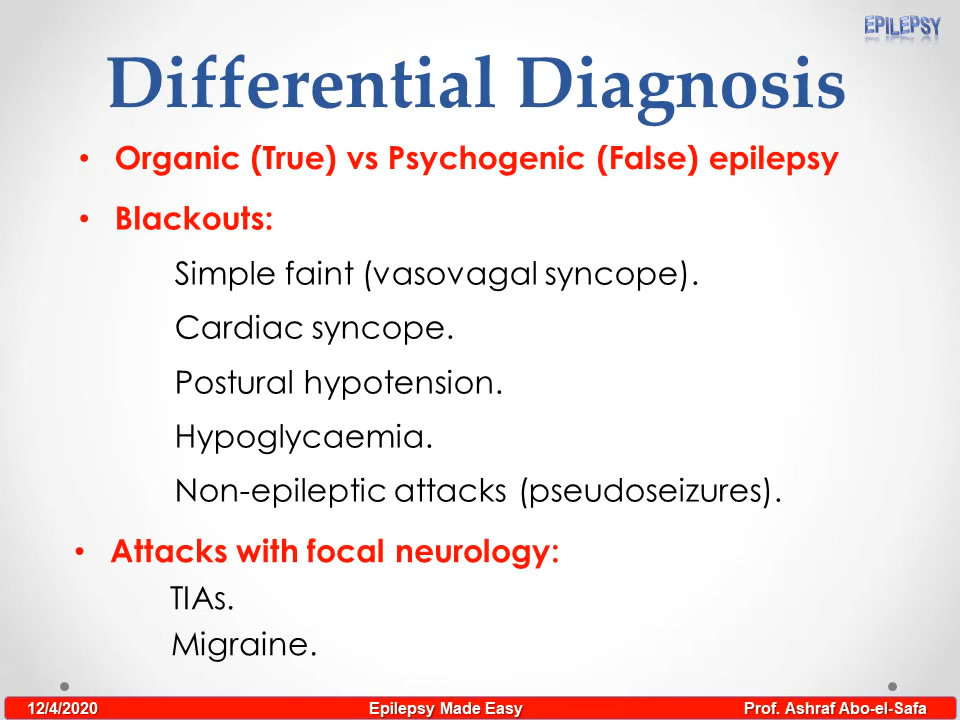 EPILEPSY
Differential Diagnosis
• Organic (True) vs Psychogenic (False) epilepsy
• Blackouts:
Simple faint (vasovagal syncope).
Cardiac syncope.
Postural hypotension.
Hypoglycaemia.
Non-epileptic attacks (pseudoseizures).
• Attacks with focal neurology:
TIAs.
Migraine.
12/4/2020 Epilepsy Made Easy Prof. Ashraf Abo-el-Safa